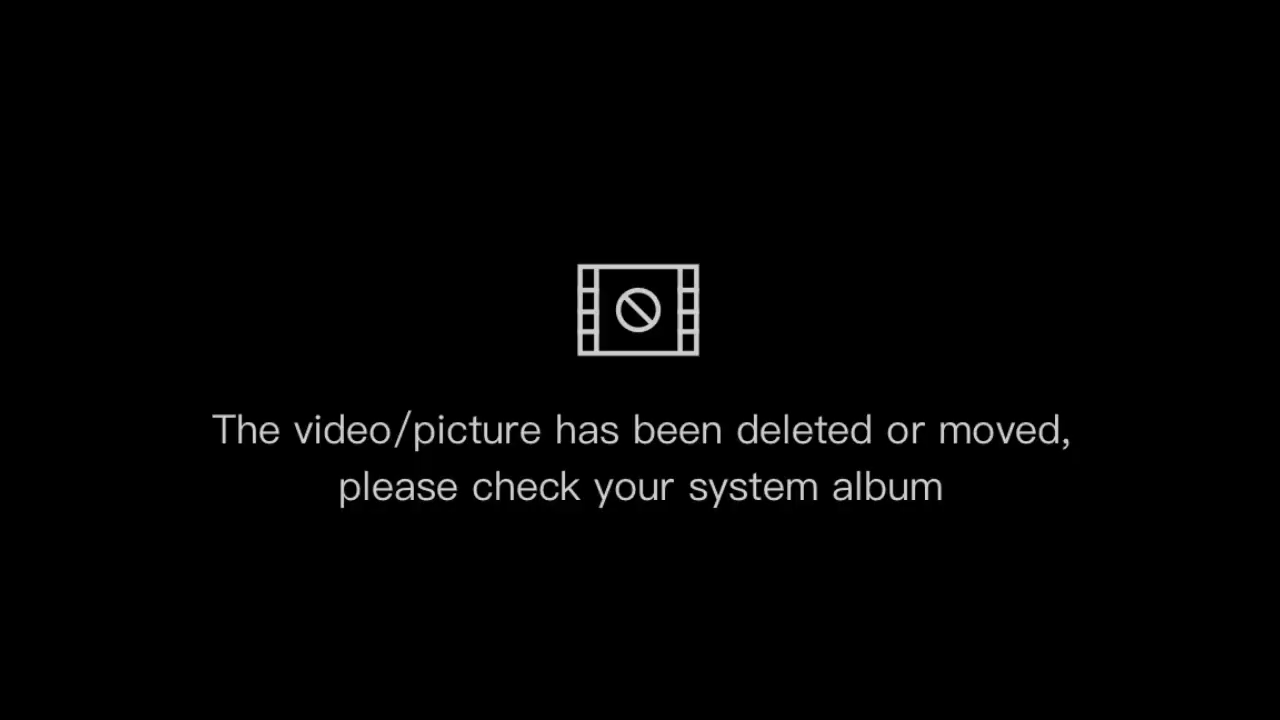 The video/picture has been deleted or moved,
please check your system album